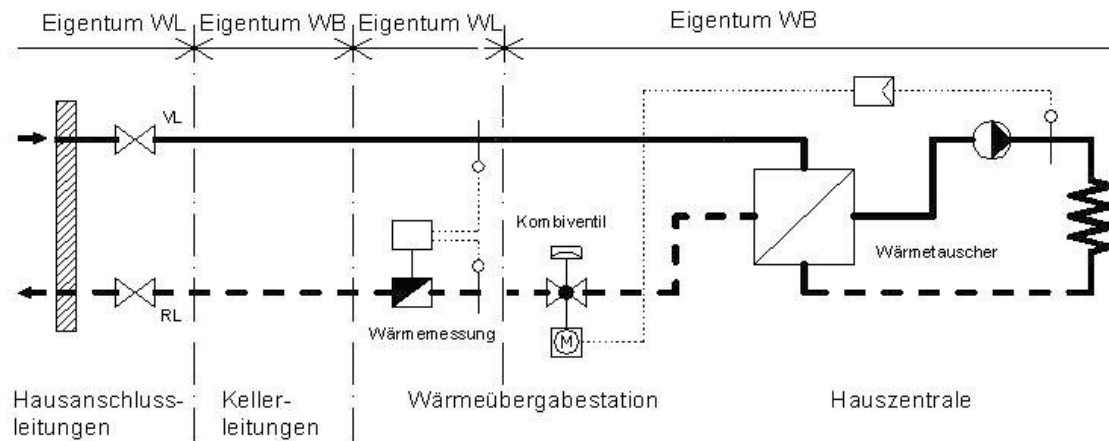 Eigentum WL
Eigentum WB
Eigentum WL
Eigentum WB
VL
Kombiventil
Wärmetauscher
RL
Wärmemessung
M
Hausanschluss-
leitungen
Keller-
leitungen
Wärmeübergabestation
Hauszentrale